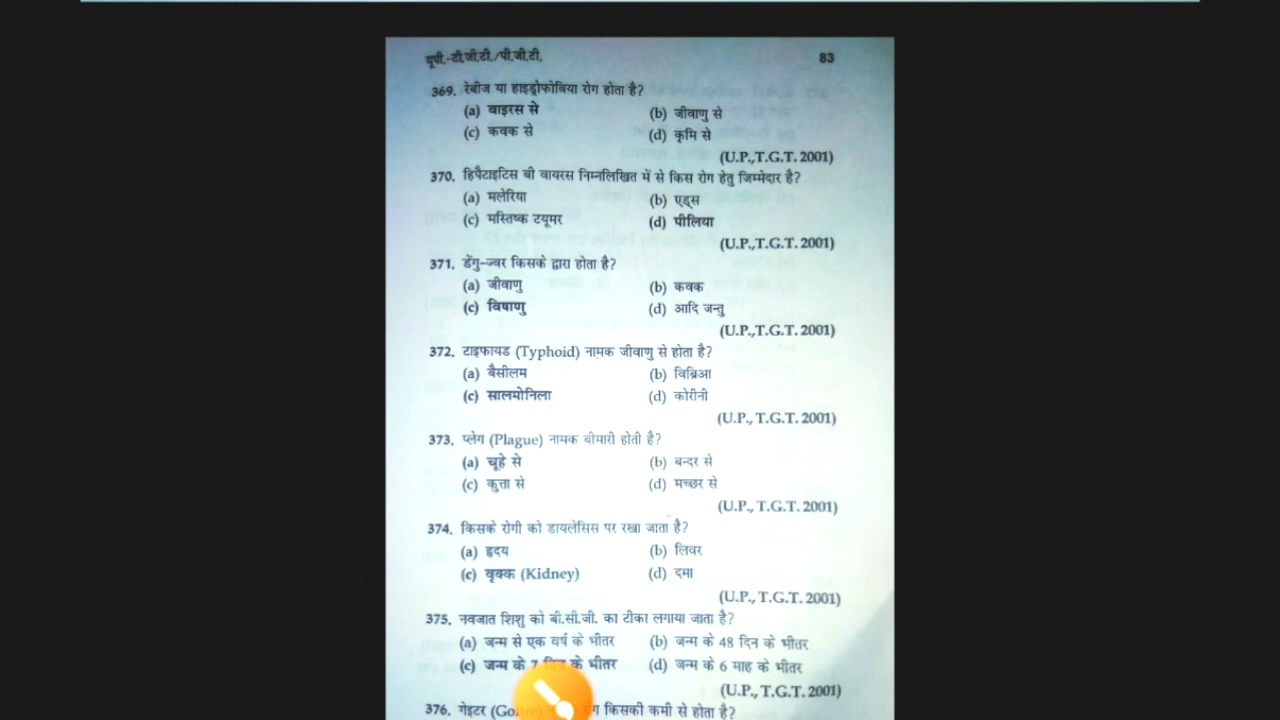 यूपी.-टी.जी.टी./पी.जी.टी. 83
369. रेबीज या हाइड्रोफोबिया रोग होता है?
(a) वाइरस से (b) जीवाणु से
(c) कवक से (d) कृमि से
(U.P.,T.G.T. 2001)
370. हिपैटाइटिस बी वायरस निम्नलिखित में से किस रोग हेतु जिम्मेदार है?
(a) मलेरिया (b) एड्स
(c) मस्तिष्क टयूमर (d) पीलिया
(U.P.,T.G.T. 2001)
371. डेंगु-ज्वर किसके द्वारा होता है?
(a) जीवाणु (b) कवक
(c) विषाणु (d) आदि जन्तु
(U.P.,T.G.T. 2001)
372. टाइफायड (Typhoid) नामक जीवाणु से होता है?
(a) बैसीलम (b) विब्रिआ
(c) सालमोनिला (d) कोरीनी
(U.P., T.G.T. 2001)
373. प्लेग (Plague) नामक बीमारी होती है?
(a) चूहे से (b) बन्दर से
(c) कुत्ता से (d) मच्छर से
(U.P., T.G.T. 2001)
374. किसके रोगी को डायलेसिस पर रखा जाता है?
(a) हृदय (b) लिवर
(c) वृक्क (Kidney) (d) दमा
(U.P., T.G.T. 2001)
375. नवजात शिशु को बी.सी.जी. का टीका लगाया जाता है?
(a) जन्म से एक वर्ष के भीतर (b) जन्म के 48 दिन के भीतर
(c) जन्म के 7 के भीतर (d) जन्म के 6 माह के भीतर
(U.P., T.G.T. 2001)
376. गेइटर किसकी कमी से होता है?